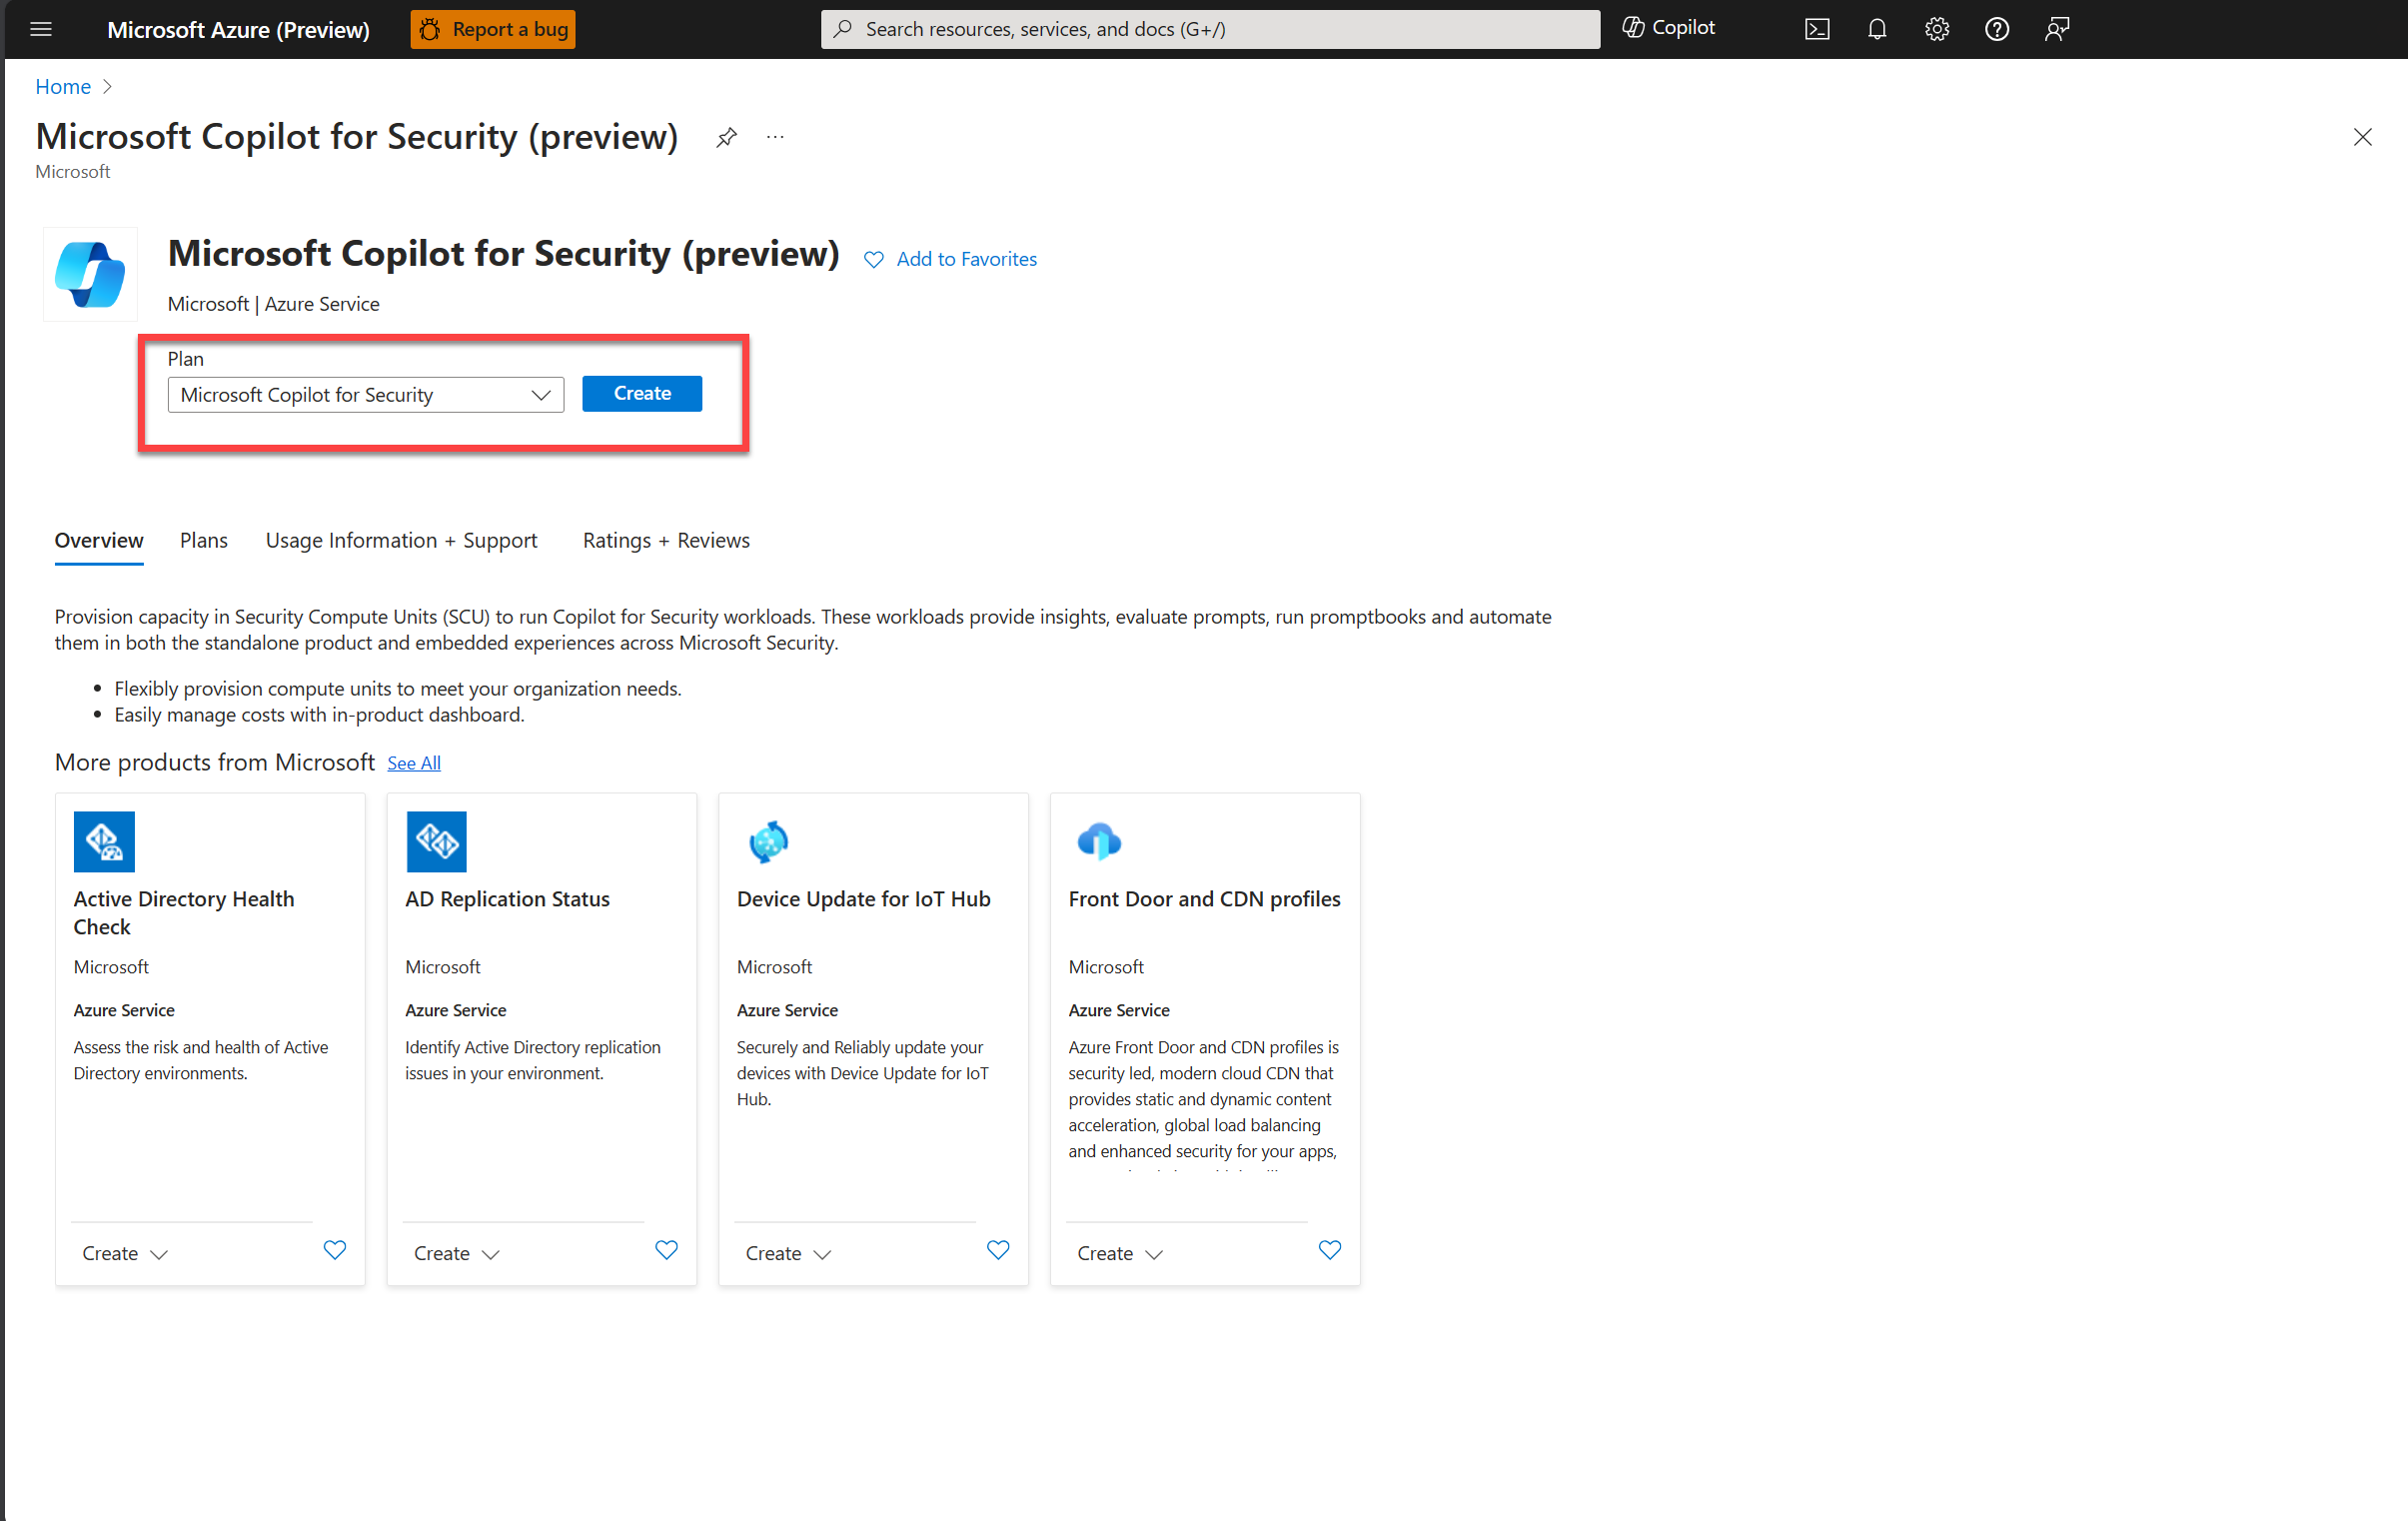 Microsoft Azure (Preview)
Report a bug
Search resources, services, and docs (G+/)
Copilot
Home
Microsoft Copilot for Security (preview)
Microsoft
Microsoft Copilot for Security (preview)
Add to Favorites
Microsoft | Azure Service
Plan
Microsoft Copilot for Security
Create
Overview
Plans
Usage Information + Support
Ratings + Reviews
Provision capacity in Security Compute Units (SCU) to run Copilot for Security workloads. These workloads provide insights, evaluate prompts, run promptbooks and automate
them in both the standalone product and embedded experiences across Microsoft Security.
Flexibly provision compute units to meet your organization needs.
Easily manage costs with in-product dashboard.
More products from Microsoft See All
Active Directory Health
Check
Microsoft
Azure Service
Assess the risk and health of Active
Directory environments.
Create
AD Replication Status
Microsoft
Azure Service
Identify Active Directory replication
issues in your environment.
Create
Device Update for IoT Hub
Microsoft
Azure Service
Securely and Reliably update your
devices with Device Update for IoT
Hub.
Create
Front Door and CDN profiles
Microsoft
Azure Service
Azure Front Door and CDN profiles is
security led, modern cloud CDN that
provides static and dynamic content
acceleration, global load balancing
and enhanced security for your apps,
Create